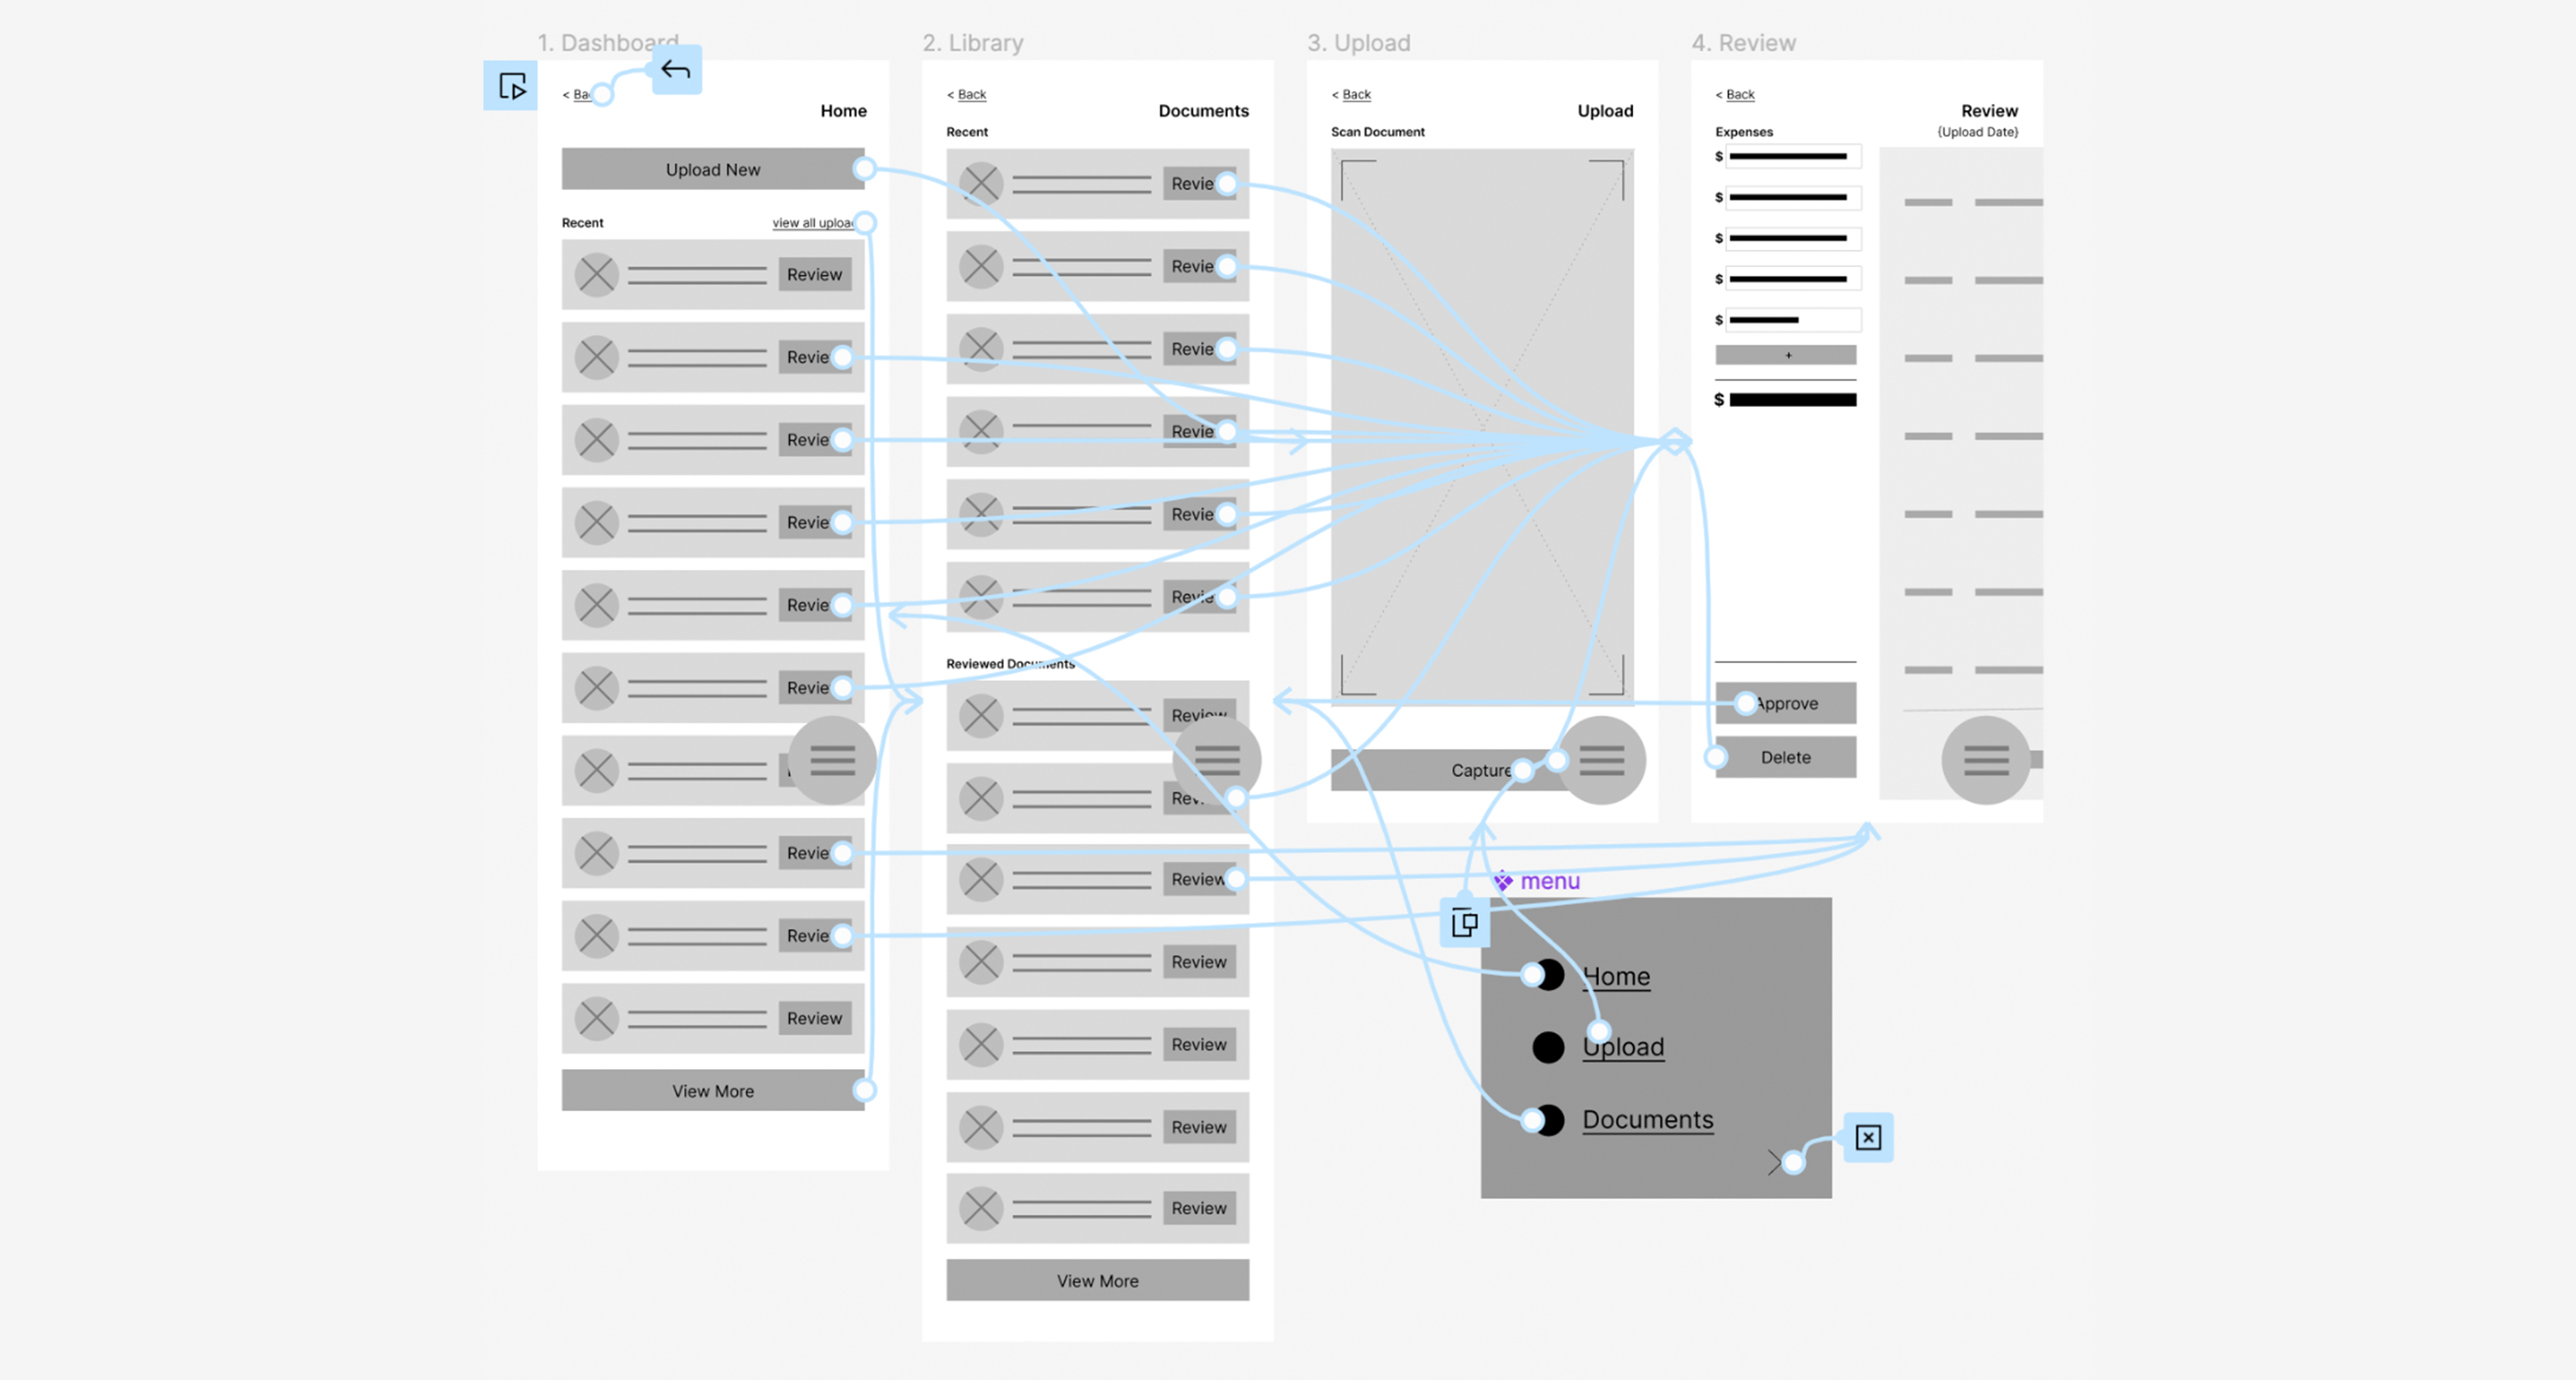 1. Dashboard
< Ba
Home
Upload New
Recent
view all uploa
Review
Revie
Revie
Revie
Revie
Revie
Revie
Revie
Review
View More
2. Library
< Back
Documents
Recent
Revie
Revie
Revie
Revie
Revie
Revie
Reviewed Documents
Review
Rev
Review
Review
Review
Review
Review
View More
3. Upload
< Back
Upload
Scan Document
Capture
4. Review
< Back
Review
Expenses
{Upload Date}
$
$
$
$
$
+
$
Approve
Delete
menu
Home
Upload
Documents